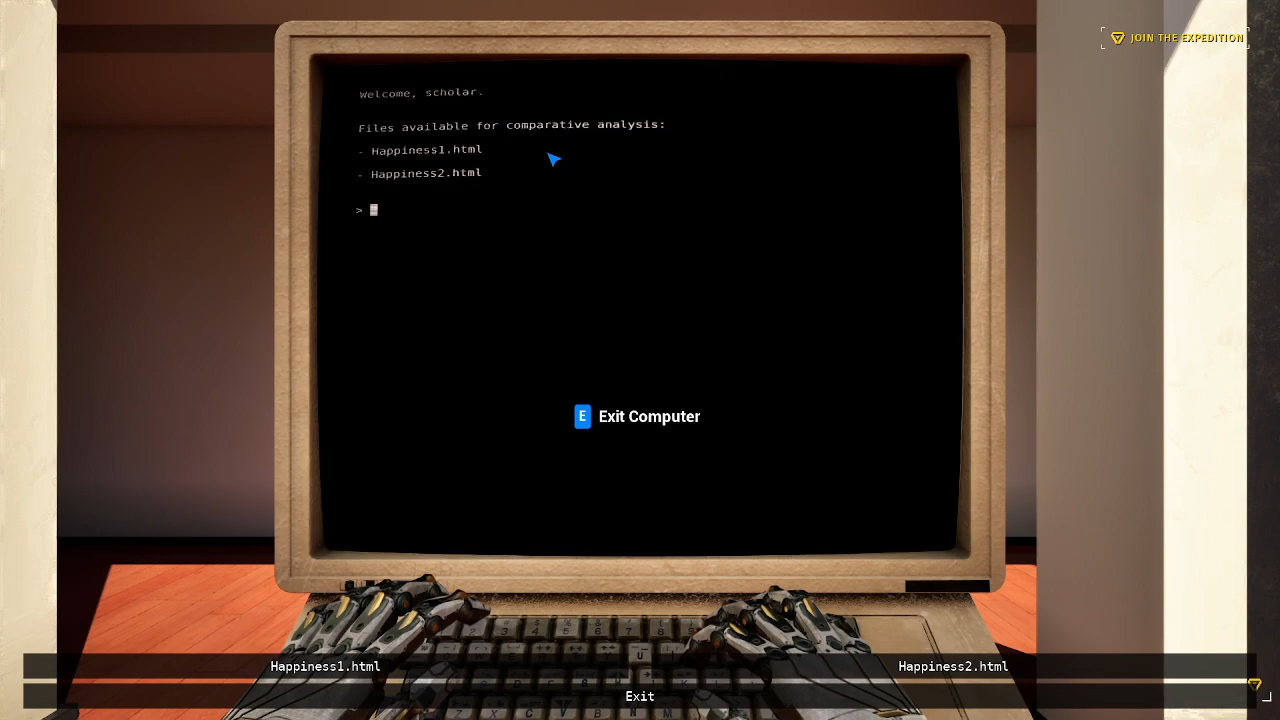 JOIN THE EXPEDITION
Welcome, scholar.
Files available for comparative analysis:
- Happiness1.html
- Happiness2.html
>
E Exit Computer
Happiness1.html
Happiness2.html
Exit